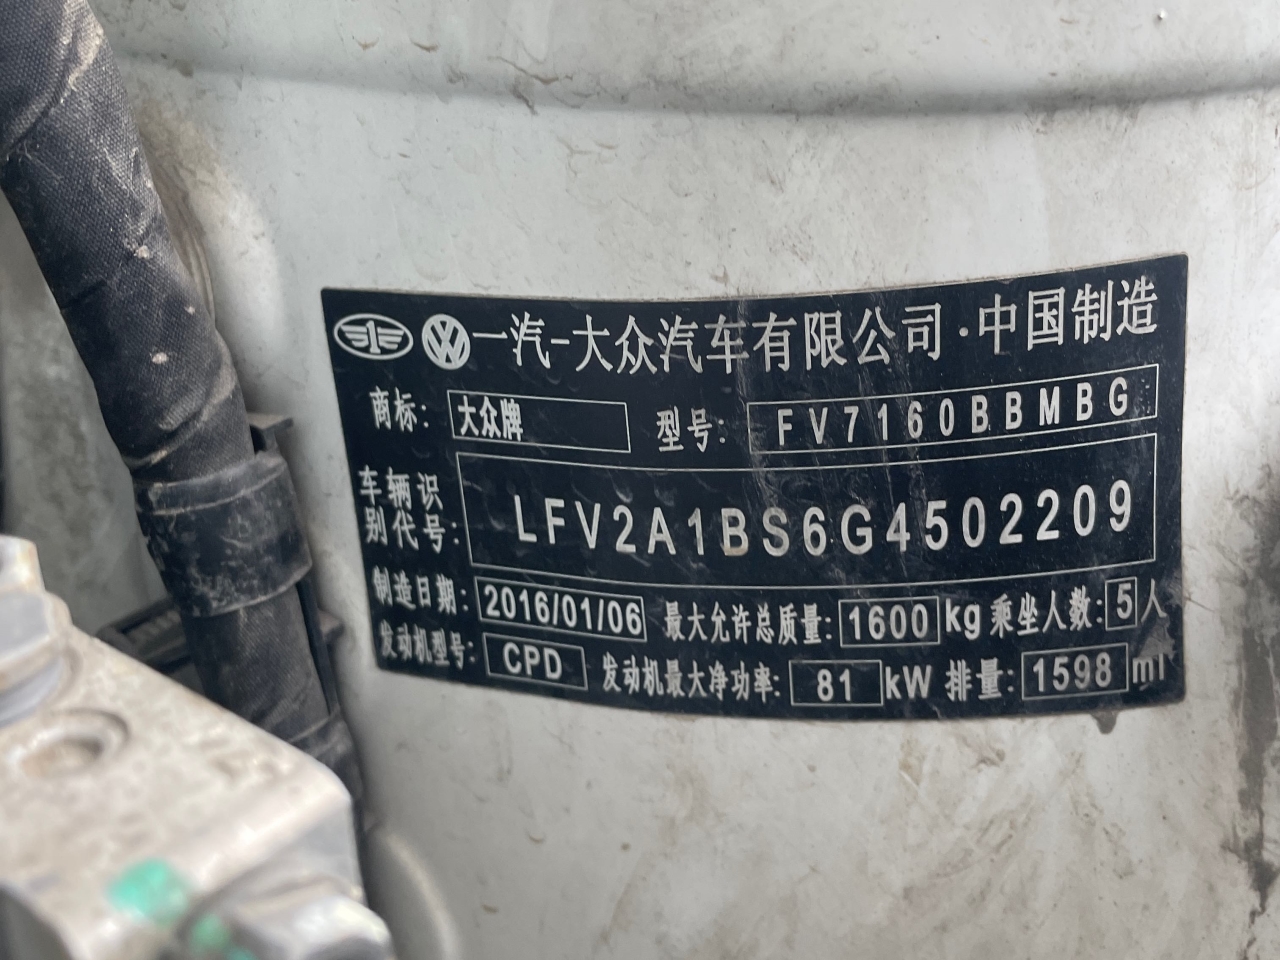 一汽-大众汽车有限公司·中国制造
商标: 大众牌 型号: FV7160BBMBG
车辆识别代号: LFV2A1BS6G4502209
制造日期: 2016/01/06 最大允许总质量: 1600 kg 乘坐人数: 5 人
发动机型号: CPD 发动机最大净功率: 81 kW 排量: 1598 ml